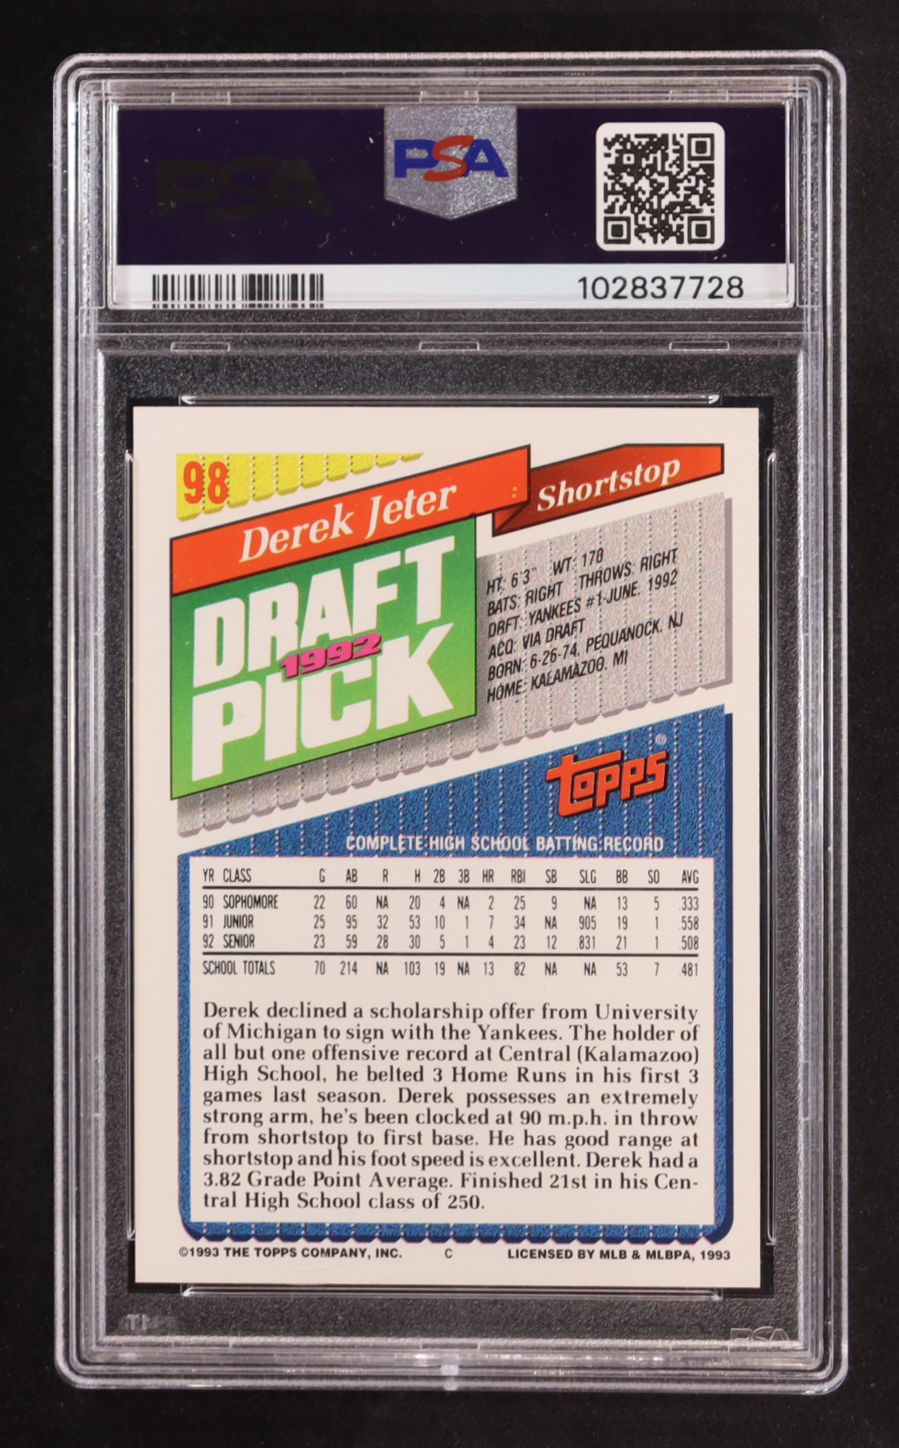 PSA
PSA
102837728
98
Derek Jeter
Shortstop
DRAFT
1992
PICK
HT: 6'3" WT: 170
BATS: RIGHT THROWS: RIGHT
DRFT: YANKEES #1-JUNE, 1992
ACQ: VIA DRAFT
BORN: 6-26-74, PEQUANOCK, NJ
HOME: KALAMAZOO, MI
topps®
COMPLETE HIGH SCHOOL BATTING RECORD
YR CLASS G AB R H 2B 3B HR RBI SB SLG BB SO AVG
90 SOPHOMORE 22 60 NA 20 4 NA 2 25 9 NA 13 5 .333
91 JUNIOR 25 95 32 53 10 1 7 34 NA .905 19 1 .558
92 SENIOR 23 59 28 30 5 1 4 23 12 .831 21 1 .508
SCHOOL TOTALS 70 214 NA 103 19 NA 13 82 NA NA 53 7 .481
Derek declined a scholarship offer from University
of Michigan to sign with the Yankees. The holder of
all but one offensive record at Central (Kalamazoo)
High School, he belted 3 Home Runs in his first 3
games last season. Derek possesses an extremely
strong arm, he's been clocked at 90 m.p.h. in throw
from shortstop to first base. He has good range at
shortstop and his foot speed is excellent. Derek had a
3.82 Grade Point Average. Finished 21st in his Cen-
tral High School class of 250.
©1993 THE TOPPS COMPANY, INC. C LICENSED BY MLB & MLBPA, 1993
PSA